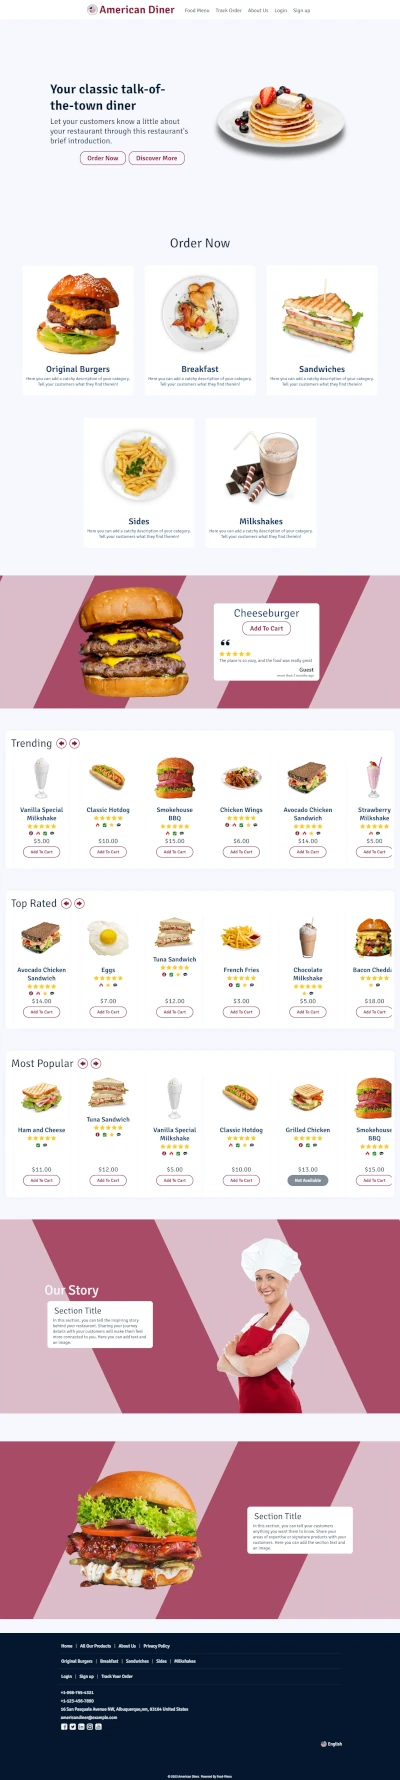 American Diner
Food Menu Track Order About Us Login Sign up
Your classic talk-of-
the-town diner
Let your customers know a little about
your restaurant through this restaurant's
brief introduction.
Order Now Discover More
Order Now
Original Burgers
Here you can add a catchy description of your category.
Tell your customers what they find therein!
Breakfast
Here you can add a catchy description of your category.
Tell your customers what they find therein!
Sandwiches
Here you can add a catchy description of your category.
Tell your customers what they find therein!
Sides
Here you can add a catchy description of your category.
Tell your customers what they find therein!
Milkshakes
Here you can add a catchy description of your category.
Tell your customers what they find therein!
Cheeseburger
Add To Cart
The place is so cozy, and the food was really great
Guest
more than 3 months ago
Trending
Vanilla Special
Milkshake
$5.00
Add To Cart
Classic Hotdog
$10.00
Add To Cart
Smokehouse
BBQ
$15.00
Add To Cart
Chicken Wings
$6.00
Add To Cart
Avocado Chicken
Sandwich
$14.00
Add To Cart
Strawberry
Milkshake
$5.00
Add To Cart
Top Rated
Avocado Chicken
Sandwich
$14.00
Add To Cart
Eggs
$7.00
Add To Cart
Tuna Sandwich
$12.00
Add To Cart
French Fries
$3.00
Add To Cart
Chocolate
Milkshake
$5.00
Add To Cart
Bacon Chedda
$18.00
Add To Cart
Most Popular
Ham and Cheese
$11.00
Add To Cart
Tuna Sandwich
$12.00
Add To Cart
Vanilla Special
Milkshake
$5.00
Add To Cart
Classic Hotdog
$10.00
Add To Cart
Grilled Chicken
$13.00
Not Available
Smokehouse
BBQ
$15.00
Add To Cart
Our Story
Section Title
In this section, you can tell the inspiring story
behind your restaurant. Sharing your journey
details with your customers will make them feel
more connected to you. Here you can add text and
an image.
Section Title
In this section, you can tell your customers
anything you want them to know. Share your
areas of expertise or signature products with your
customers. Here you can add the section text and
an image.
Home | All Our Products | About Us | Privacy Policy
Original Burgers | Breakfast | Sandwiches | Sides | Milkshakes
Login | Sign up | Track Your Order
+1-098-765-4321
+1-123-456-7890
16 San Pasquale Avenue NW, Albuquerque,nm, 83104 United States
americandiner@example.com
English
© 2023 American Diner. Powered By